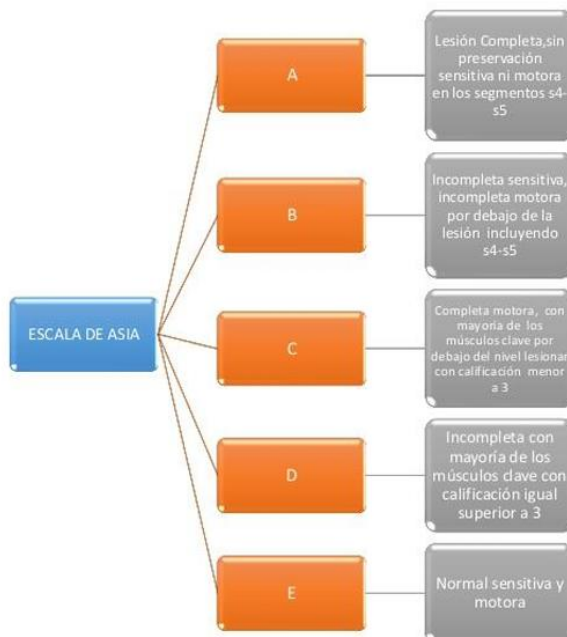 ESCALA DE ASIA
A
Lesión Completa,sin
preservación
sensitiva ni motora
en los segmentos s4-
s5
B
Incompleta sensitiva,
incompleta motora
por debajo de la
lesión incluyendo
s4-s5
C
Completa motora, con
mayoria de los
músculos clave por
debajo del nivel lesionar
con calificación menor
a 3
D
Incompleta con
mayoría de los
músculos clave con
calificación igual
superior a 3
E
Normal sensitiva y
motora